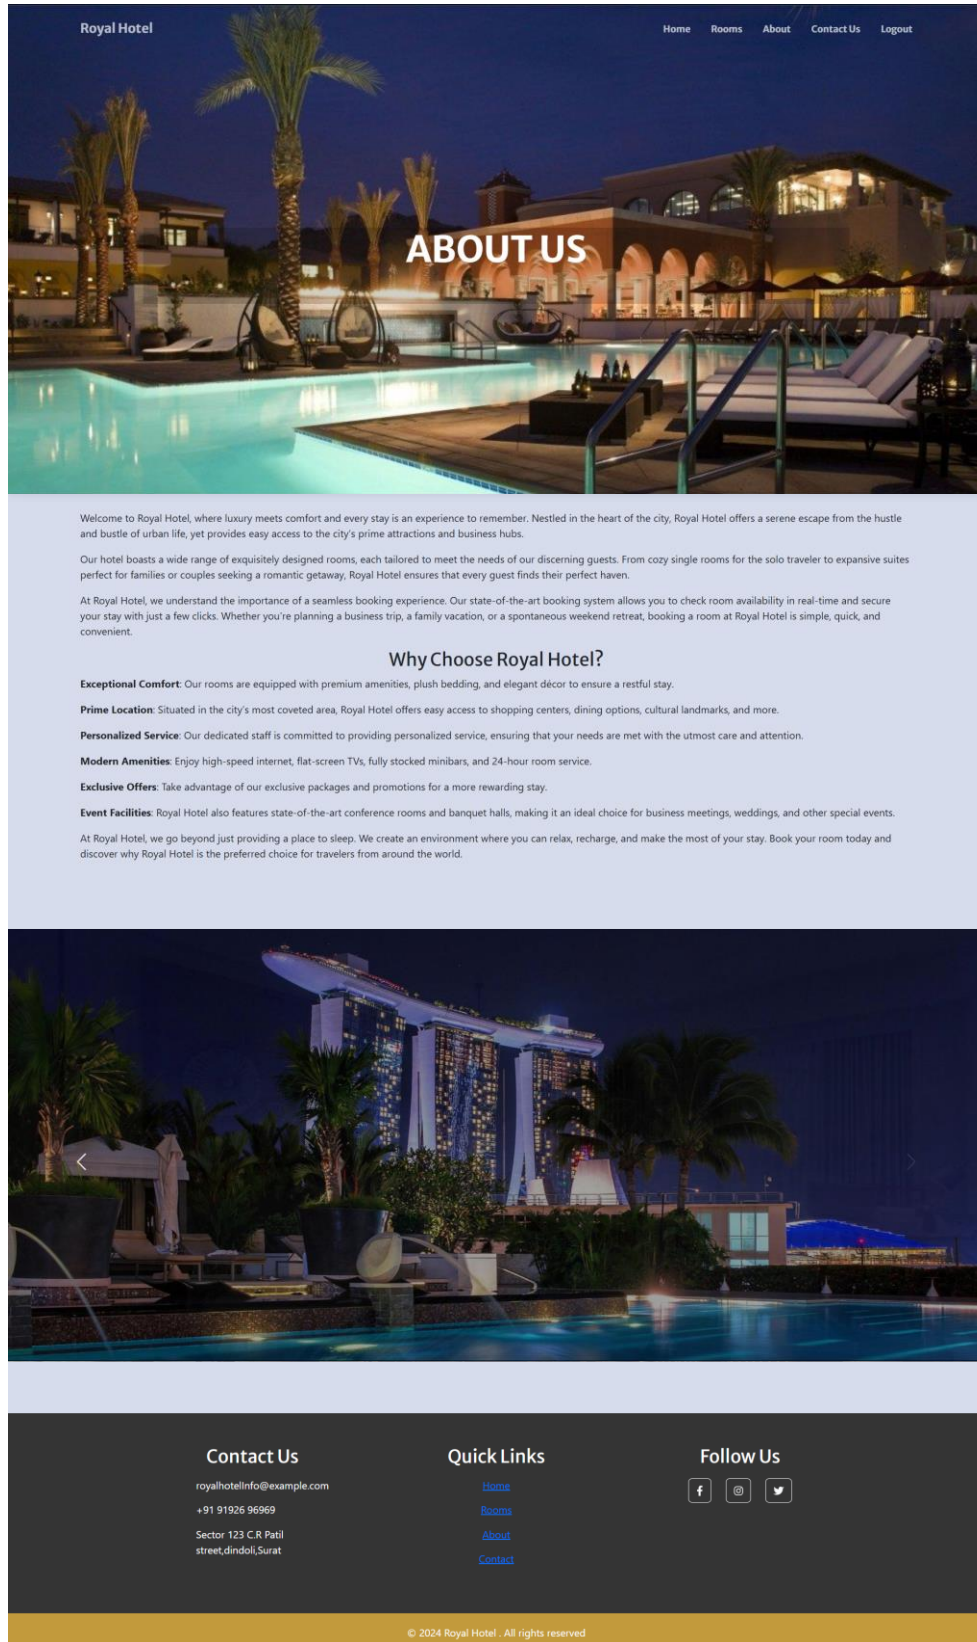 Royal Hotel
Home Rooms About Contact Us Logout
ABOUT US
Welcome to Royal Hotel, where luxury meets comfort and every stay is an experience to remember. Nestled in the heart of the city, Royal Hotel offers a serene escape from the hustle
and bustle of urban life, yet provides easy access to the city's prime attractions and business hubs.
Our hotel boasts a wide range of exquisitely designed rooms, each tailored to meet the needs of our discerning guests. From cozy single rooms for the solo traveler to expansive suites
perfect for families or couples seeking a romantic getaway, Royal Hotel ensures that every guest finds their perfect haven.
At Royal Hotel, we understand the importance of a seamless booking experience. Our state-of-the-art booking system allows you to check room availability in real-time and secure
your stay with just a few clicks. Whether you're planning a business trip, a family vacation, or a spontaneous weekend retreat, booking a room at Royal Hotel is simple, quick, and
convenient.
Why Choose Royal Hotel?
Exceptional Comfort: Our rooms are equipped with premium amenities, plush bedding, and elegant décor to ensure a restful stay.
Prime Location: Situated in the city's most coveted area, Royal Hotel offers easy access to shopping centers, dining options, cultural landmarks, and more.
Personalized Service: Our dedicated staff is committed to providing personalized service, ensuring that your needs are met with the utmost care and attention.
Modern Amenities: Enjoy high-speed internet, flat-screen TVs, fully stocked minibars, and 24-hour room service.
Exclusive Offers: Take advantage of our exclusive packages and promotions for a more rewarding stay.
Event Facilities: Royal Hotel also features state-of-the-art conference rooms and banquet halls, making it an ideal choice for business meetings, weddings, and other special events.
At Royal Hotel, we go beyond just providing a place to sleep. We create an environment where you can relax, recharge, and make the most of your stay. Book your room today and
discover why Royal Hotel is the preferred choice for travelers from around the world.
Contact Us
royalhotelInfo@example.com
+91 91926 96969
Sector 123 C.R Patil
street,dindoli,Surat
Quick Links
Home
Rooms
About
Contact
Follow Us
© 2024 Royal Hotel . All rights reserved